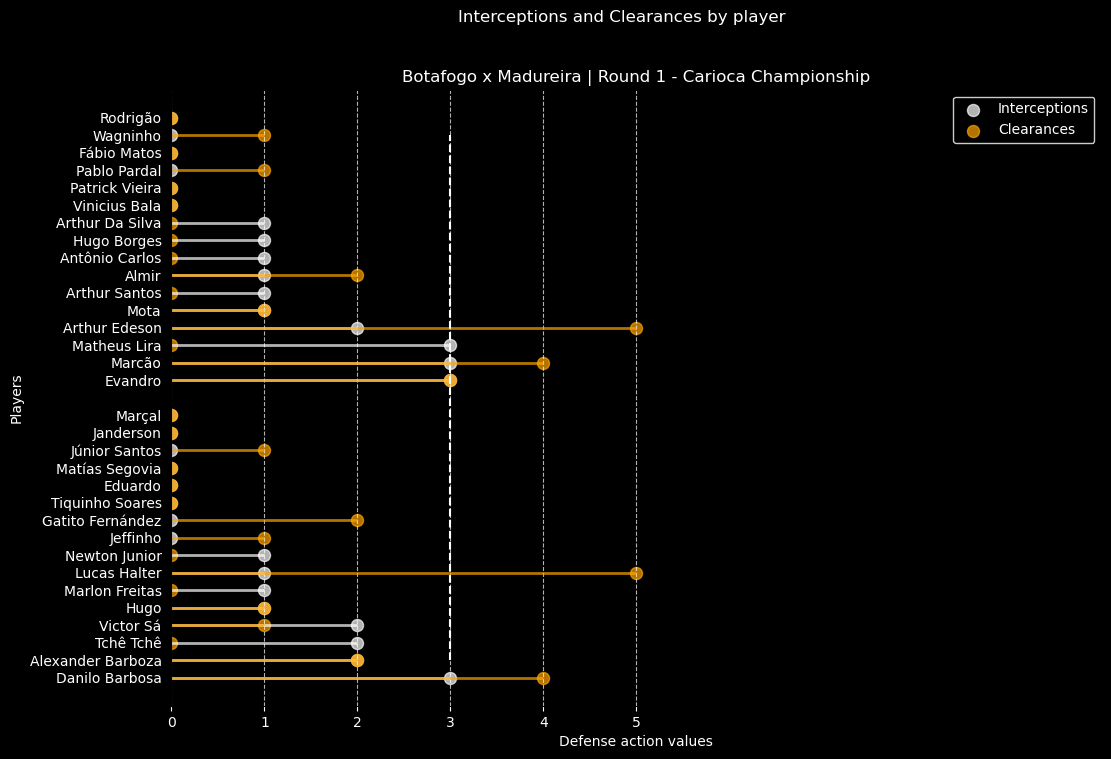 Interceptions and Clearances by player
Botafogo x Madureira | Round 1 - Carioca Championship
Interceptions
Clearances
Players
Rodrigão
Wagninho
Fábio Matos
Pablo Pardal
Patrick Vieira
Vinicius Bala
Arthur Da Silva
Hugo Borges
Antônio Carlos
Almir
Arthur Santos
Mota
Arthur Edeson
Matheus Lira
Marcão
Evandro
Marçal
Janderson
Júnior Santos
Matías Segovia
Eduardo
Tiquinho Soares
Gatito Fernández
Jeffinho
Newton Junior
Lucas Halter
Marlon Freitas
Hugo
Victor Sá
Tchê Tchê
Alexander Barboza
Danilo Barbosa
0 1 2 3 4 5
Defense action values